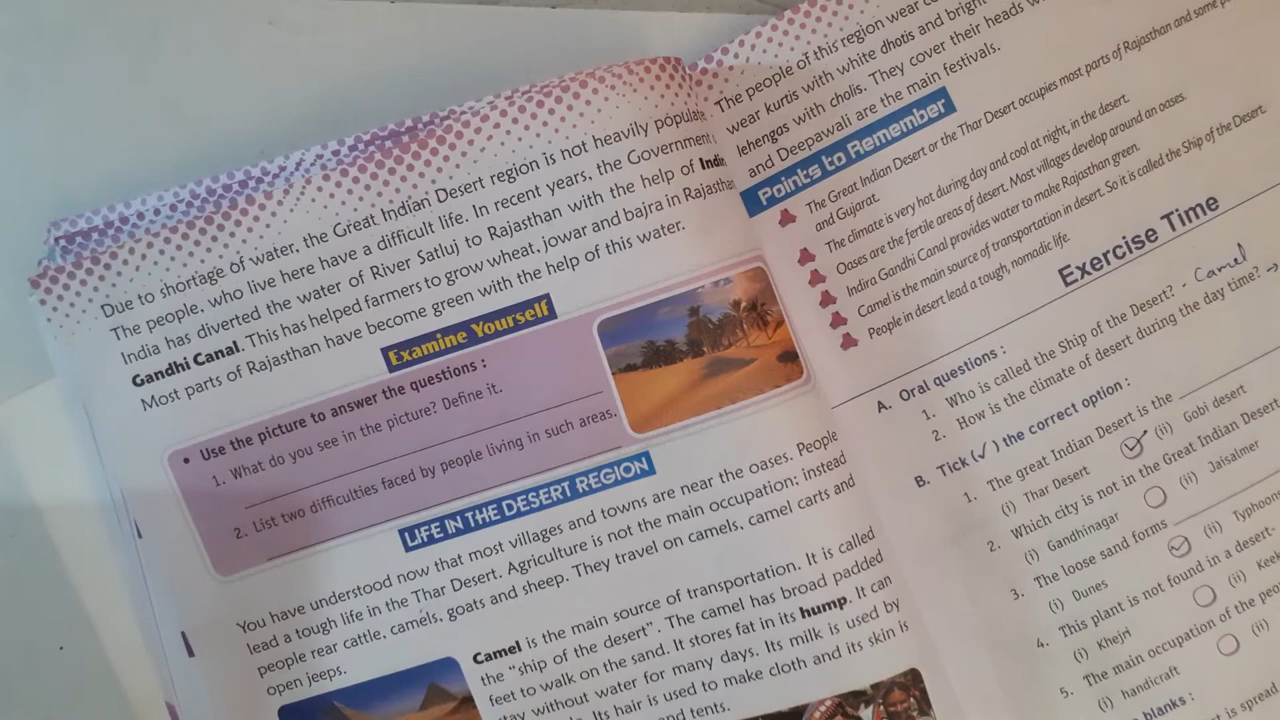 Due to shortage of water, the Great Indian Desert region is not heavily
The people, who live here have a difficult life. In recent years, the Government
India has diverted the water of River Satluj to Rajasthan with the help of
Gandhi Canal. This has helped farmers to grow wheat, jowar and bajra in
Most parts of Rajasthan have become green with the help of this water.
Examine Yourself
• Use the picture to answer the questions :
1. What do you see in the picture? Define it.
2. List two difficulties faced by people living in such areas.
LIFE IN THE DESERT REGION
You have understood now that most villages and towns are near the oases. People
lead a tough life in the Thar Desert. Agriculture is not the main occupation; instead
people rear cattle, camels, goats and sheep. They travel on camels, camel carts and
open jeeps.
Camel is the main source of transportation. It is called
the "ship of the desert". The camel has broad padded
feet to walk on the sand. It stores fat in its hump. It can
stay without water for many days. Its milk is used by
Its hair is used to make cloth and its skin is
and tents.
The people of this region wear
wear kurtis with white dhotis and bright
lehengas with cholis. They cover their heads
and Deepawali are the main festivals.
Points to Remember
The Great Indian Desert or the Thar Desert occupies most parts of Rajasthan and some
and Gujarat.
The climate is very hot during day and cool at night, in the desert.
Oases are the fertile areas of desert. Most villages develop around an oases.
Indira Gandhi Canal provides water to make Rajasthan green.
Camel is the main source of transportation in desert. So it is called the Ship of the Desert.
People in desert lead a tough, nomadic life.
Exercise Time
A. Oral questions :
1. Who is called the Ship of the Desert? - Camel
2. How is the climate of desert during the day time? →
B. Tick (✓) the correct option :
1. The great Indian Desert is the
(i) Thar Desert ✓ (ii) Gobi desert
2. Which city is not in the Great Indian Desert
(i) Gandhinagar (ii) Jaisalmer
3. The loose sand forms
(i) Dunes ✓ (ii) Typhoon
4. This plant is not found in a desert-
(i) Khejri (ii)
5. The main occupation of the
(i) handicraft (ii)
blanks :
is spread